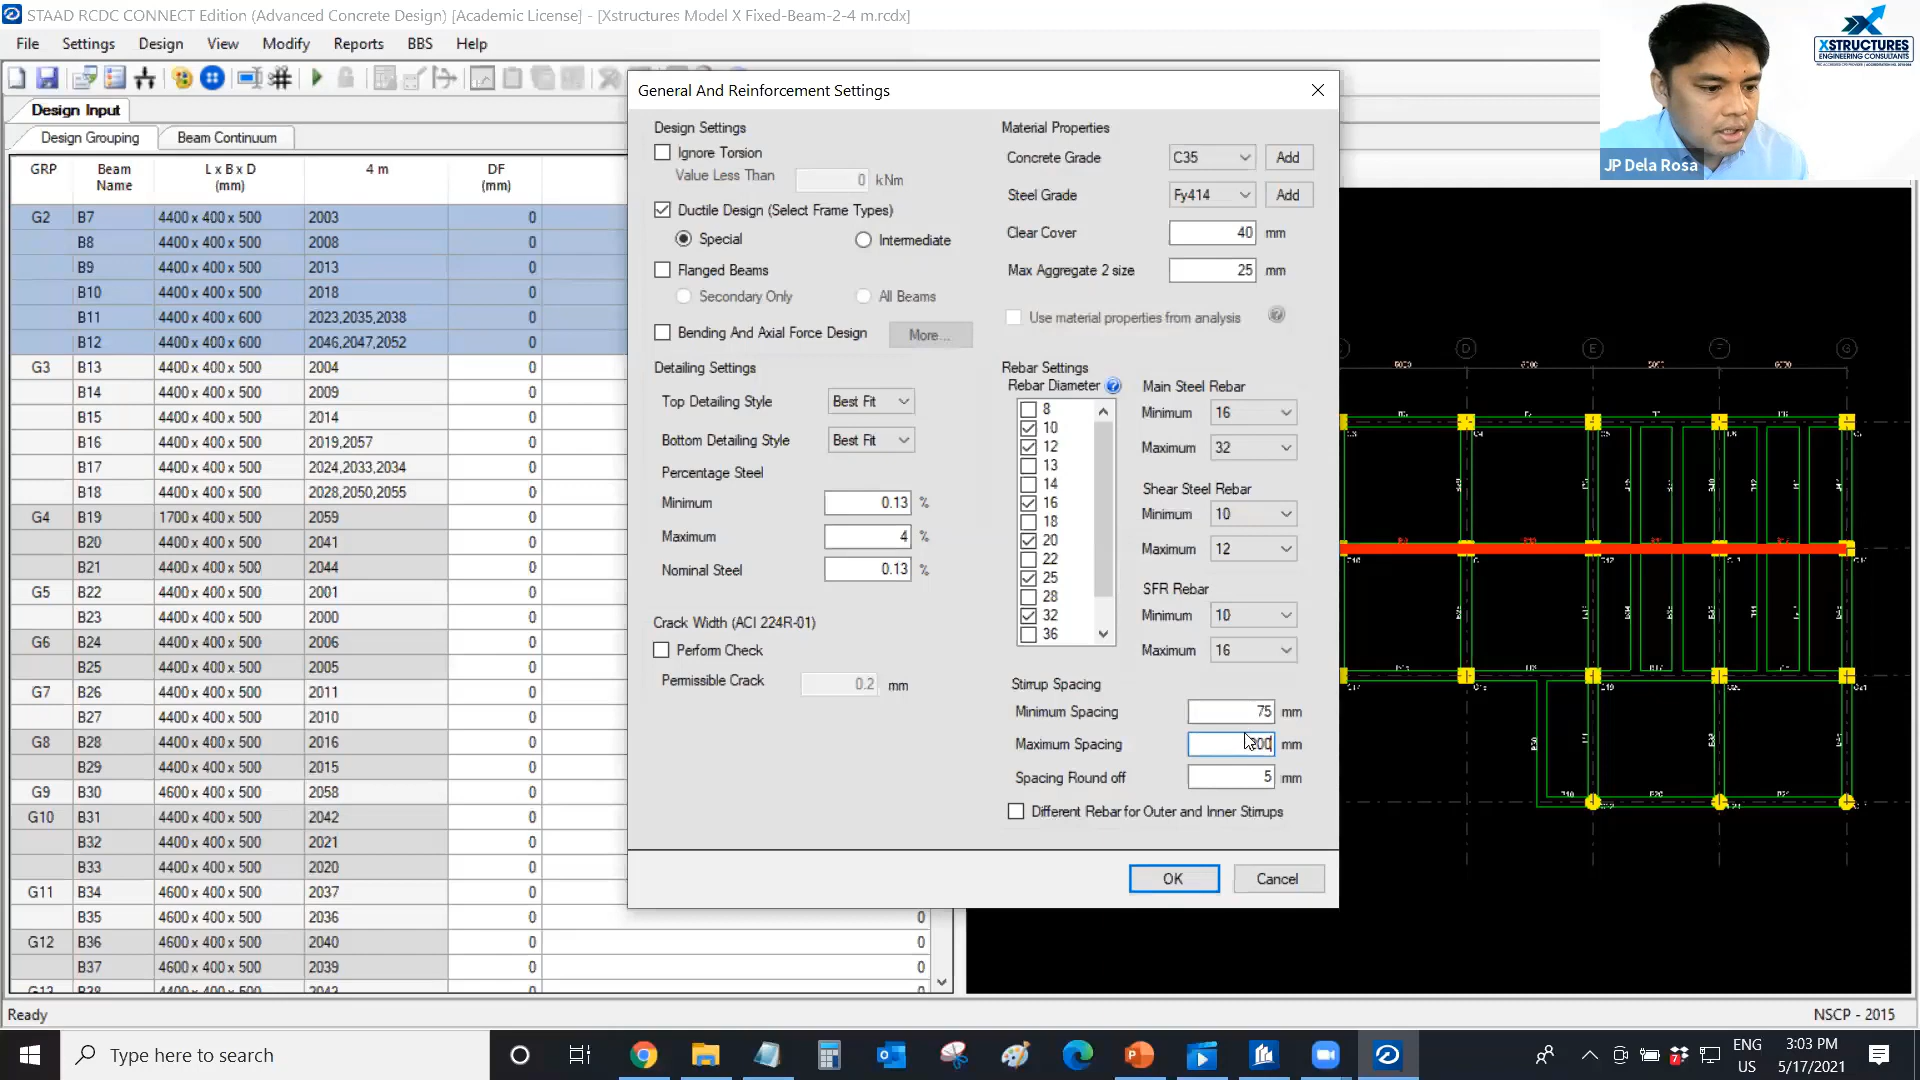 STAAD RCDC CONNECT Edition (Advanced Concrete Design) [Academic License] - [Xstructures Model X Fixed-Beam-2-4 m.rcdx]
File Settings Design View Modify Reports BBS Help
XSTRUCTURES
ENGINEERING CONSULTANTS
JP Dela Rosa
Design Input
Design Grouping Beam Continuum
GRP Beam Name L x B x D (mm) 4 m DF (mm)
G2 B7 4400 x 400 x 500 2003 0
B8 4400 x 400 x 500 2008 0
B9 4400 x 400 x 500 2013 0
B10 4400 x 400 x 500 2018 0
B11 4400 x 400 x 600 2023,2035,2038 0
B12 4400 x 400 x 600 2046,2047,2052 0
G3 B13 4400 x 400 x 500 2004 0
B14 4400 x 400 x 500 2009 0
B15 4400 x 400 x 500 2014 0
B16 4400 x 400 x 500 2019,2057 0
B17 4400 x 400 x 500 2024,2033,2034 0
B18 4400 x 400 x 500 2028,2050,2055 0
G4 B19 1700 x 400 x 500 2059 0
B20 4400 x 400 x 500 2041 0
B21 4400 x 400 x 500 2044 0
G5 B22 4400 x 400 x 500 2001 0
B23 4400 x 400 x 500 2000 0
G6 B24 4400 x 400 x 500 2006 0
B25 4400 x 400 x 500 2005 0
G7 B26 4400 x 400 x 500 2011 0
B27 4400 x 400 x 500 2010 0
G8 B28 4400 x 400 x 500 2016 0
B29 4400 x 400 x 500 2015 0
G9 B30 4600 x 400 x 500 2058 0
G10 B31 4400 x 400 x 500 2042 0
B32 4400 x 400 x 500 2021 0
B33 4400 x 400 x 500 2020 0
G11 B34 4600 x 400 x 500 2037 0
B35 4600 x 400 x 500 2036 0
G12 B36 4600 x 400 x 500 2040 0
B37 4600 x 400 x 500 2039 0
G13 B38 4400 x 400 x 500 2043 0
General And Reinforcement Settings
Design Settings
Ignore Torsion
Value Less Than 0 kNm
Ductile Design (Select Frame Types)
Special Intermediate
Flanged Beams
Secondary Only All Beams
Bending And Axial Force Design More...
Detailing Settings
Top Detailing Style Best Fit
Bottom Detailing Style Best Fit
Percentage Steel
Minimum 0.13 %
Maximum 4 %
Nominal Steel 0.13 %
Crack Width (ACI 224R-01)
Perform Check
Permissible Crack 0.2 mm
Material Properties
Concrete Grade C35 Add
Steel Grade Fy414 Add
Clear Cover 40 mm
Max Aggregate 2 size 25 mm
Use material properties from analysis
Rebar Settings
Rebar Diameter
8
10
12
13
14
16
18
20
22
25
28
32
36
Main Steel Rebar
Minimum 16
Maximum 32
Shear Steel Rebar
Minimum 10
Maximum 12
SFR Rebar
Minimum 10
Maximum 16
Stirrup Spacing
Minimum Spacing 75 mm
Maximum Spacing mm
Spacing Round off 5 mm
Different Rebar for Outer and Inner Stirrups
OK Cancel
D E F G
Ready NSCP - 2015
Type here to search
ENG
US
3:03 PM
5/17/2021